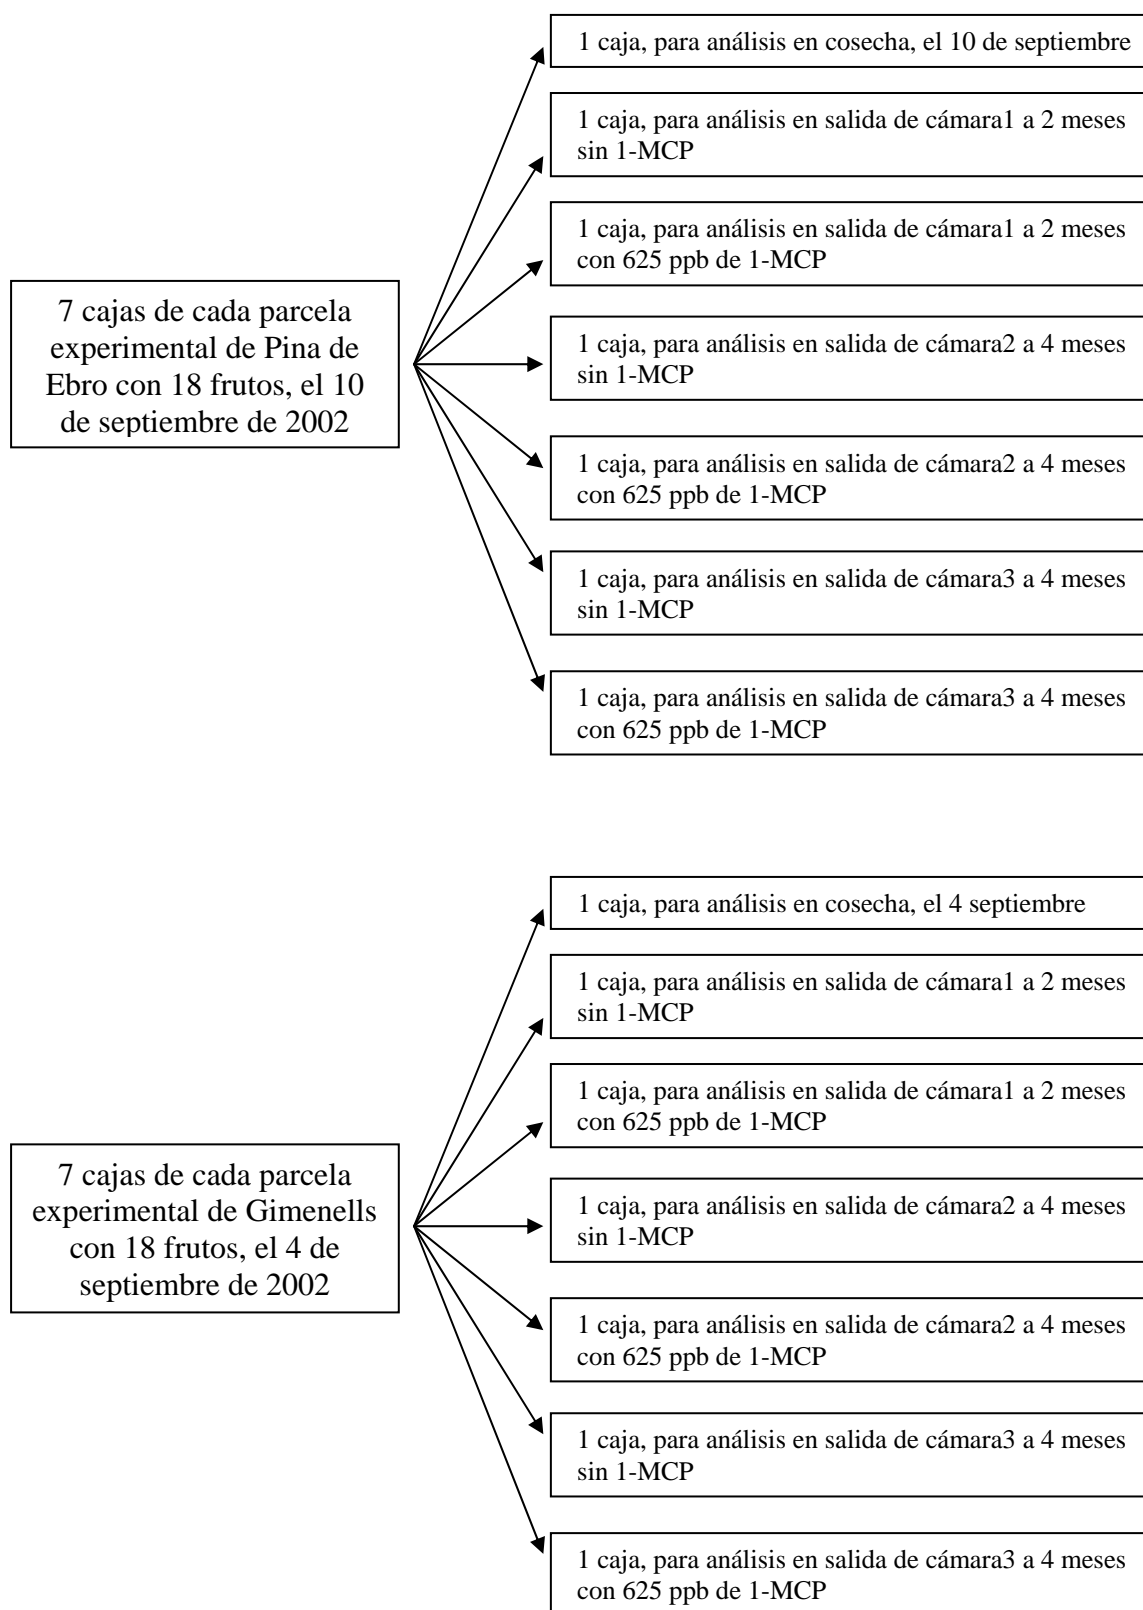 1 caja, para análisis en cosecha, el 10 de septiembre
1 caja, para análisis en salida de cámara1 a 2 meses
sin 1-MCP
1 caja, para análisis en salida de cámara1 a 2 meses
con 625 ppb de 1-MCP
7 cajas de cada parcela
experimental de Pina de
Ebro con 18 frutos, el 10
de septiembre de 2002
1 caja, para análisis en salida de cámara2 a 4 meses
sin 1-MCP
1 caja, para análisis en salida de cámara2 a 4 meses
con 625 ppb de 1-MCP
1 caja, para análisis en salida de cámara3 a 4 meses
sin 1-MCP
1 caja, para análisis en salida de cámara3 a 4 meses
con 625 ppb de 1-MCP
1 caja, para análisis en cosecha, el 4 septiembre
1 caja, para análisis en salida de cámara1 a 2 meses
sin 1-MCP
1 caja, para análisis en salida de cámara1 a 2 meses
con 625 ppb de 1-MCP
7 cajas de cada parcela
experimental de Gimenells
con 18 frutos, el 4 de
septiembre de 2002
1 caja, para análisis en salida de cámara2 a 4 meses
sin 1-MCP
1 caja, para análisis en salida de cámara2 a 4 meses
con 625 ppb de 1-MCP
1 caja, para análisis en salida de cámara3 a 4 meses
sin 1-MCP
1 caja, para análisis en salida de cámara3 a 4 meses
con 625 ppb de 1-MCP